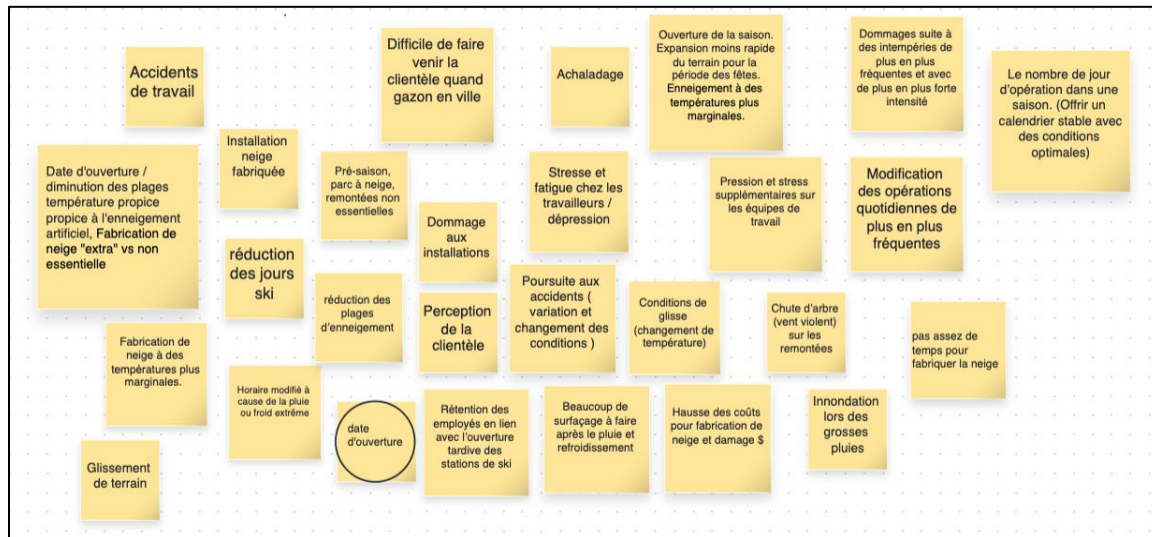 Accidents
de travail
Difficile de faire
venir la
clientèle quand
gazon en ville
Achaladage
Ouverture de la saison.
Expansion moins rapide
du terrain pour la
période des fêtes.
Enneigement à des
températures plus
marginales.
Dommages suite à
des intempéries de
plus en plus
fréquentes et avec
de plus en plus forte
intensité
Le nombre de jour
d'opération dans une
saison. (Offrir un
calendrier stable avec
des conditions
optimales)
Date d'ouverture /
diminution des plages
température propice
propice à l'enneigement
artificiel, Fabrication de
neige "extra" vs non
essentielle
Installation
neige
fabriquée
Pré-saison,
parc à neige,
remontées non
essentielles
Dommage
aux
installations
Stresse et
fatigue chez les
travailleurs /
dépression
Pression et stress
supplémentaires sur
les équipes de
travail
Modification
des opérations
quotidiennes de
plus en plus
fréquentes
réduction
des jours
ski
réduction des
plages
d'enneigement
Perception
de la
clientèle
Poursuite aux
accidents (
variation et
changement des
conditions )
Conditions de
glisse
(changement de
température)
Chute d'arbre
(vent violent)
sur les
remontées
pas assez de
temps pour
fabriquer la neige
Fabrication de
neige à des
températures plus
marginales.
Horaire modifié à
cause de la pluie
ou froid extrême
date
d'ouverture
Rétention des
employés en lien
avec l'ouverture
tardive des
stations de ski
Beaucoup de
surfaçage à faire
après le pluie et
refroidissement
Hausse des coûts
pour fabrication de
neige et damage $
Innondation
lors des
grosses
pluies
Glissement
de terrain